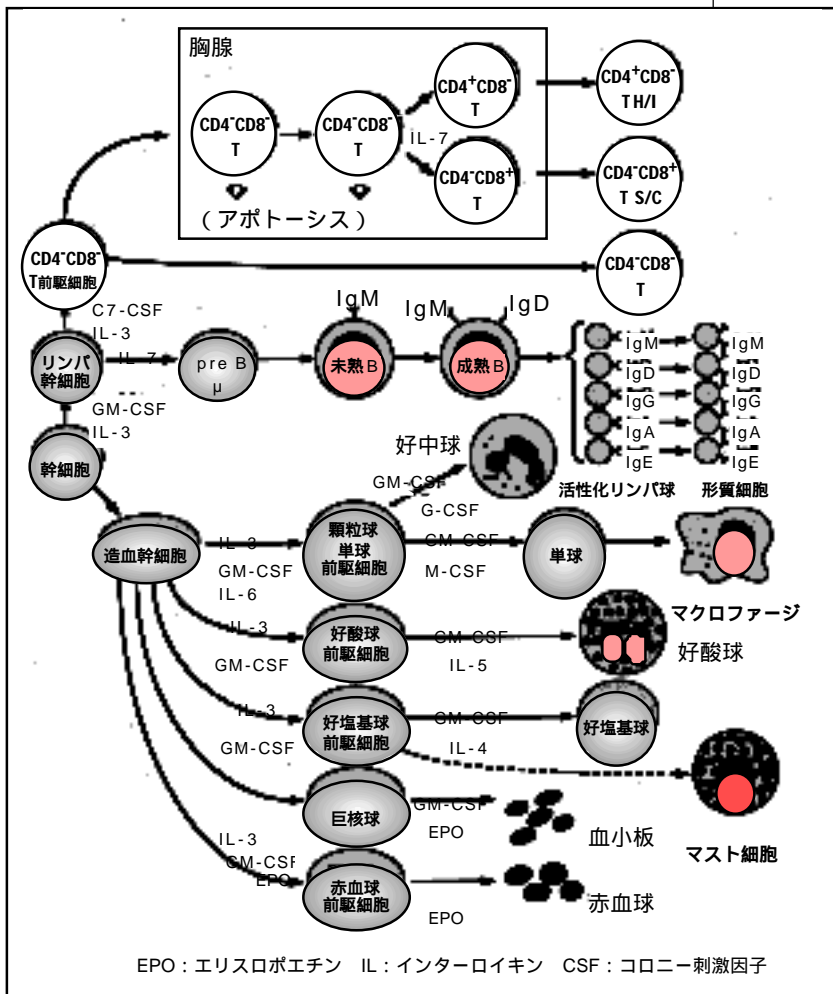 胸腺
CD4⁻CD8⁻
T
CD4⁻CD8⁻
T
IL-7
CD4⁺CD8⁻
T
CD4⁻CD8⁺
T
CD4⁺CD8⁻
T H/I
CD4⁻CD8⁺
T S/C
(アポトーシス)
CD4⁻CD8⁻
T前駆細胞
CD4⁻CD8⁻
T
C7-CSF
IL-3
リンパ
幹細胞
IL-7
pre B
μ
IgM
未熟B
IgM
IgD
成熟B
IgM
IgD
IgG
IgA
IgE
活性化リンパ球
IgM
IgD
IgG
IgA
IgE
形質細胞
GM-CSF
IL-3
幹細胞
造血幹細胞
好中球
GM-CSF
G-CSF
IL-3
GM-CSF
IL-6
顆粒球
単球
前駆細胞
GM-CSF
M-CSF
単球
マクロファージ
IL-3
GM-CSF
好酸球
前駆細胞
GM-CSF
IL-5
好酸球
IL-3
GM-CSF
好塩基球
前駆細胞
GM-CSF
IL-4
好塩基球
マスト細胞
巨核球
GM-CSF
EPO
血小板
IL-3
GM-CSF
EPO
赤血球
前駆細胞
EPO
赤血球
EPO：エリスロポエチン　IL：インターロイキン　CSF：コロニー刺激因子